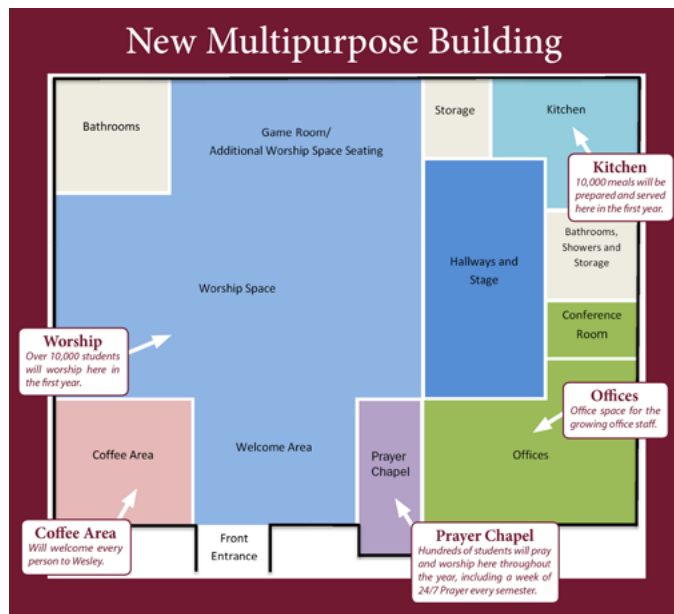 New Multipurpose Building
Bathrooms
Game Room/
Additional Worship Space Seating
Storage
Kitchen
Kitchen
10,000 meals will be
prepared and served
here in the first year.
Bathrooms,
Showers and
Storage
Hallways and
Stage
Worship Space
Conference
Room
Worship
Over 10,000 students
will worship here in
the first year.
Offices
Office space for the
growing office staff.
Coffee Area
Welcome Area
Prayer
Chapel
Offices
Coffee Area
Will welcome every
person to Wesley.
Front
Entrance
Prayer Chapel
Hundreds of students will pray
and worship here throughout
the year, including a week of
24/7 Prayer every semester.